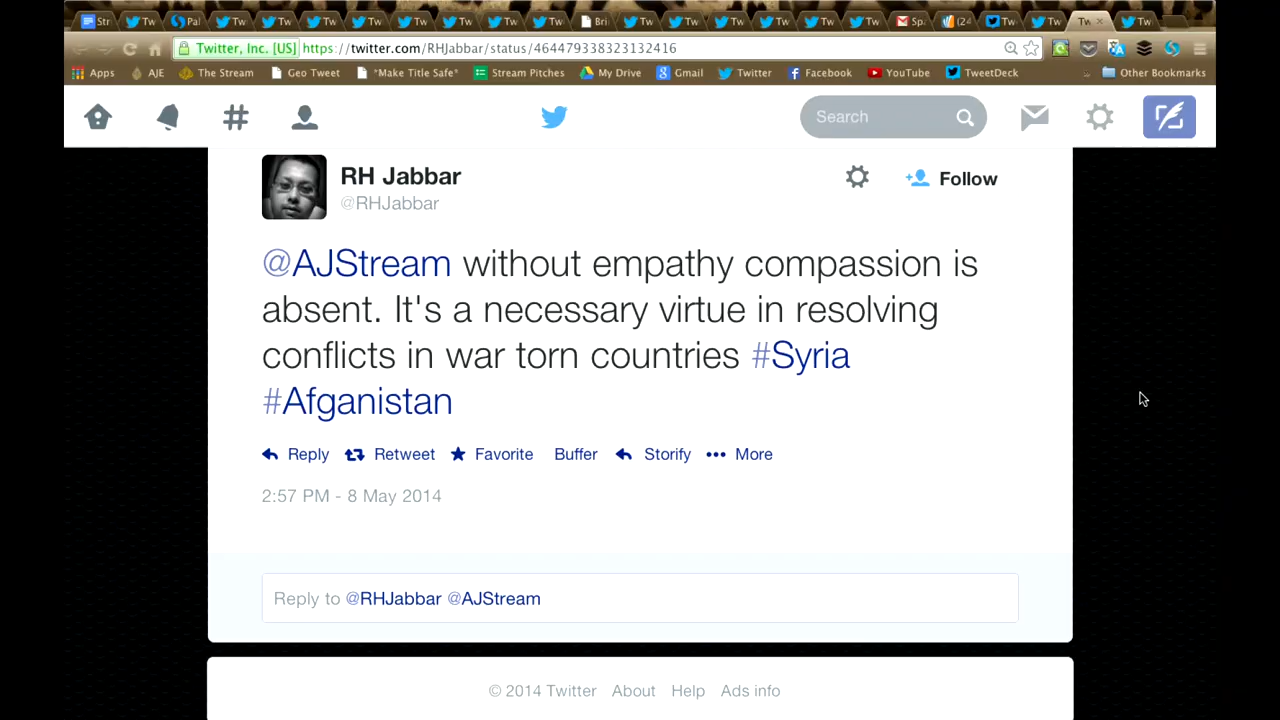 Str Tw Pal Tw Tw Tw Tw Tw Tw Tw Tw Bri Tw Tw Tw Tw Tw Tw Sp (24 Tw Tw Tw × Tw
Twitter, Inc. [US] https://twitter.com/RHJabbar/status/464479338323132416
Apps AJE The Stream Geo Tweet *Make Title Safe* Stream Pitches My Drive Gmail Twitter Facebook YouTube TweetDeck » Other Bookmarks
Search
RH Jabbar
Follow
@RHJabbar
@AJStream without empathy compassion is
absent. It's a necessary virtue in resolving
conflicts in war torn countries #Syria
#Afganistan
Reply Retweet Favorite Buffer Storify More
2:57 PM - 8 May 2014
Reply to @RHJabbar @AJStream
© 2014 Twitter About Help Ads info